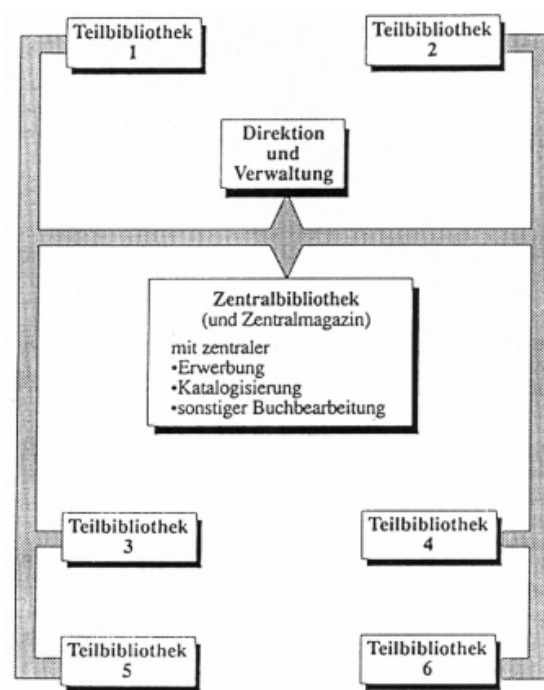 Teilbibliothek
1
Teilbibliothek
2
Direktion
und
Verwaltung
Zentralbibliothek
(und Zentralmagazin)
mit zentraler
•Erwerbung
•Katalogisierung
•sonstiger Buchbearbeitung
Teilbibliothek
3
Teilbibliothek
4
Teilbibliothek
5
Teilbibliothek
6